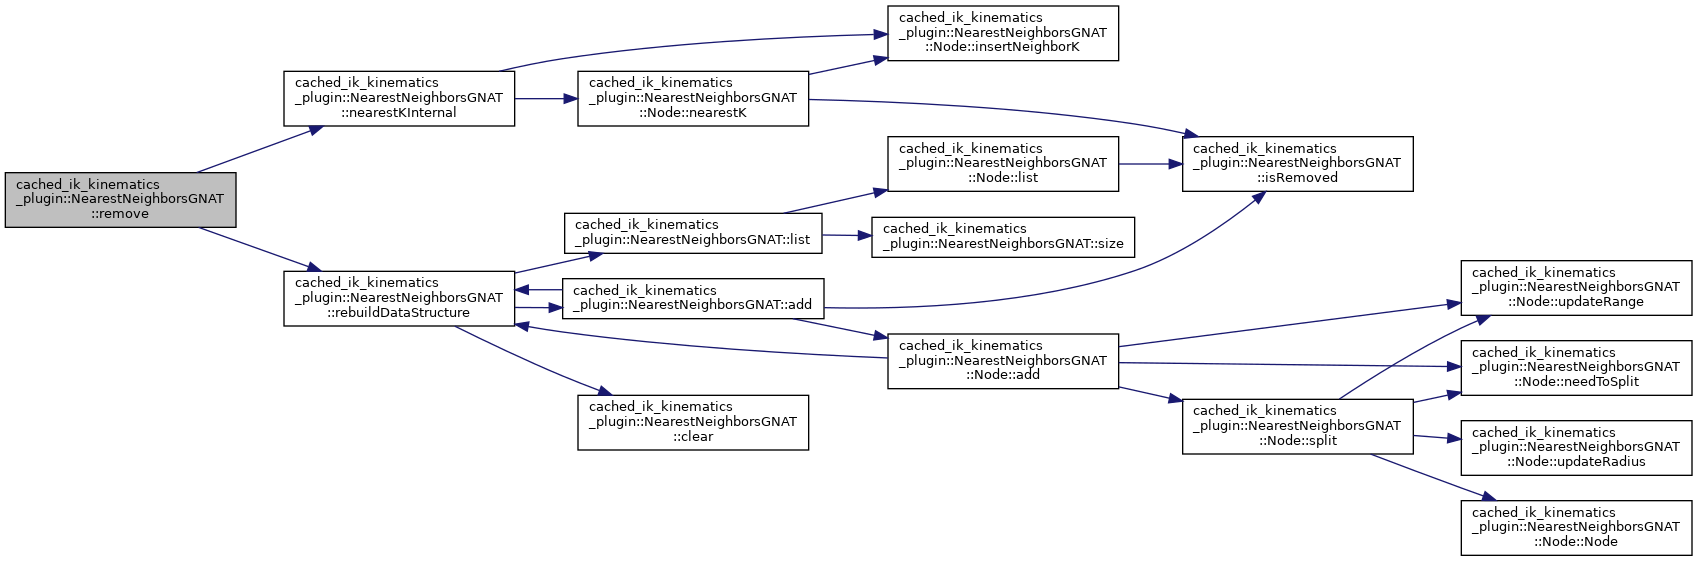 cached_ik_kinematics
_plugin::NearestNeighborsGNAT
::remove
cached_ik_kinematics
_plugin::NearestNeighborsGNAT
::nearestKInternal
cached_ik_kinematics
_plugin::NearestNeighborsGNAT
::rebuildDataStructure
cached_ik_kinematics
_plugin::NearestNeighborsGNAT
::Node::nearestK
cached_ik_kinematics
_plugin::NearestNeighborsGNAT::list
cached_ik_kinematics
_plugin::NearestNeighborsGNAT::add
cached_ik_kinematics
_plugin::NearestNeighborsGNAT
::clear
cached_ik_kinematics
_plugin::NearestNeighborsGNAT
::Node::insertNeighborK
cached_ik_kinematics
_plugin::NearestNeighborsGNAT
::Node::list
cached_ik_kinematics
_plugin::NearestNeighborsGNAT::size
cached_ik_kinematics
_plugin::NearestNeighborsGNAT
::Node::add
cached_ik_kinematics
_plugin::NearestNeighborsGNAT
::isRemoved
cached_ik_kinematics
_plugin::NearestNeighborsGNAT
::Node::split
cached_ik_kinematics
_plugin::NearestNeighborsGNAT
::Node::updateRange
cached_ik_kinematics
_plugin::NearestNeighborsGNAT
::Node::needToSplit
cached_ik_kinematics
_plugin::NearestNeighborsGNAT
::Node::updateRadius
cached_ik_kinematics
_plugin::NearestNeighborsGNAT
::Node::Node